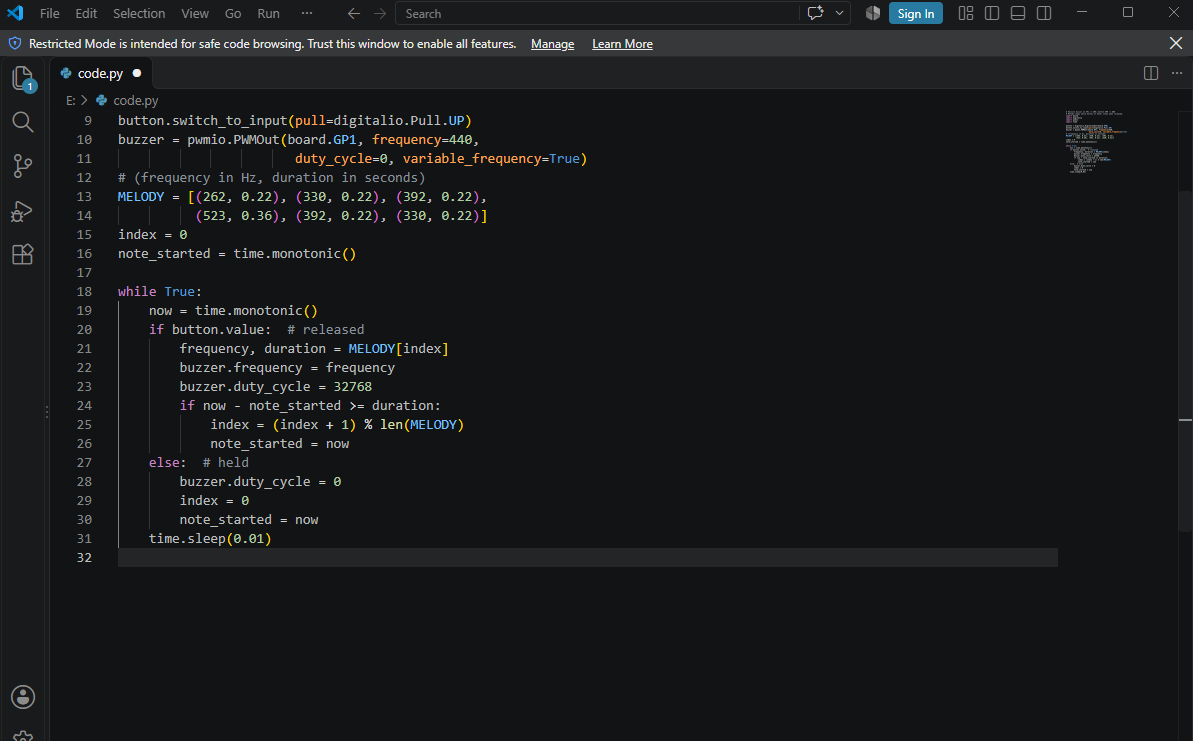 File Edit Selection View Go Run ··· Search Sign In
Restricted Mode is intended for safe code browsing. Trust this window to enable all features. Manage Learn More
1
code.py
E: > code.py
9 button.switch_to_input(pull=digitalio.Pull.UP)
10 buzzer = pwmio.PWMOut(board.GP1, frequency=440,
11 duty_cycle=0, variable_frequency=True)
12 # (frequency in Hz, duration in seconds)
13 MELODY = [(262, 0.22), (330, 0.22), (392, 0.22),
14 (523, 0.36), (392, 0.22), (330, 0.22)]
15 index = 0
16 note_started = time.monotonic()
17
18 while True:
19 now = time.monotonic()
20 if button.value:  # released
21 frequency, duration = MELODY[index]
22 buzzer.frequency = frequency
23 buzzer.duty_cycle = 32768
24 if now - note_started >= duration:
25 index = (index + 1) % len(MELODY)
26 note_started = now
27 else:  # held
28 buzzer.duty_cycle = 0
29 index = 0
30 note_started = now
31 time.sleep(0.01)
32